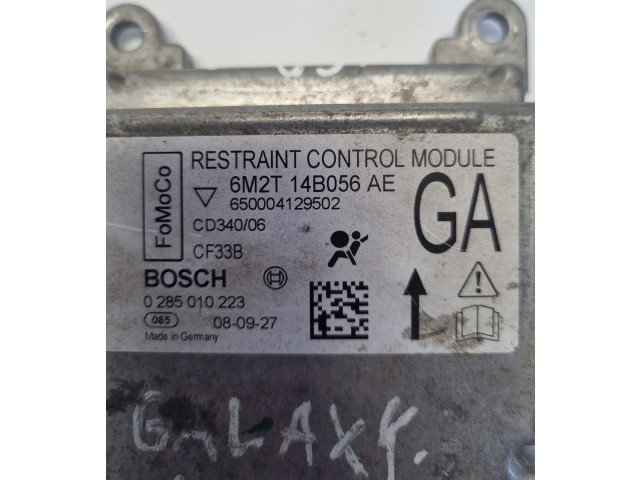 FoMoCo
RESTRAINT CONTROL MODULE
6M2T 14B056 AE
650004129502
CD340/06
CF33B
GA
BOSCH
0 285 010 223
085 08-09-27
Made in Germany
GALAXY.